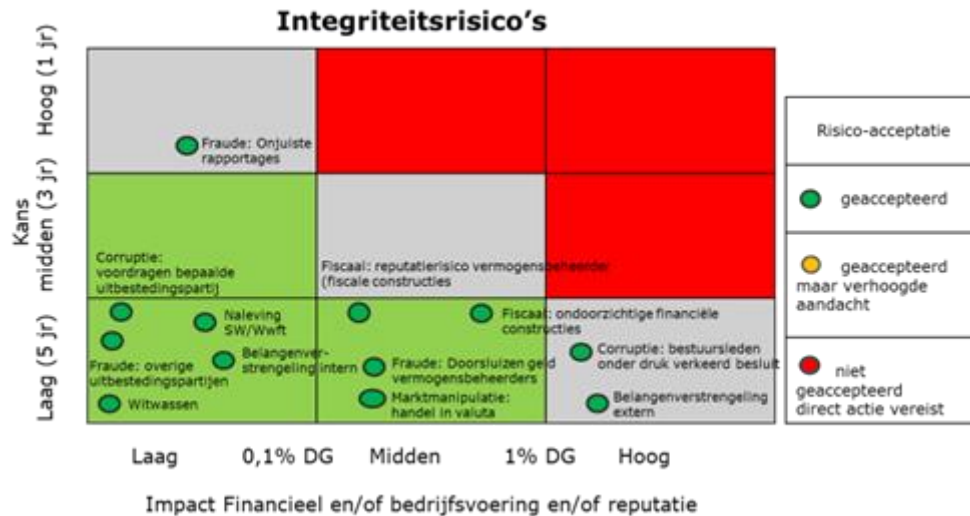 Integriteitsrisico's
Kans
Hoog (1 jr)
midden (3 jr)
Laag (5 jr)
Fraude: Onjuiste
rapportages
Corruptie:
voordragen bepaalde
uitbestedingspartij
Fiscaal: reputatierisico vermogensbeheerder
(fiscale constructies
Naleving
SW/Wwft
Fraude: overige
uitbestedingspartijen
Belangenver-
strengeling intern
Witwassen
Fiscaal: ondoorzichtige financiële
constructies
Fraude: Doorsluizen geld
vermogensbeheerders
Marktmanipulatie:
handel in valuta
Corruptie: bestuursleden
onder druk verkeerd besluit
Belangenverstrengeling
extern
Laag
0,1% DG
Midden
1% DG
Hoog
Impact Financieel en/of bedrijfsvoering en/of reputatie
Risico-acceptatie
geaccepteerd
geaccepteerd
maar verhoogde
aandacht
niet
geaccepteerd
direct actie vereist